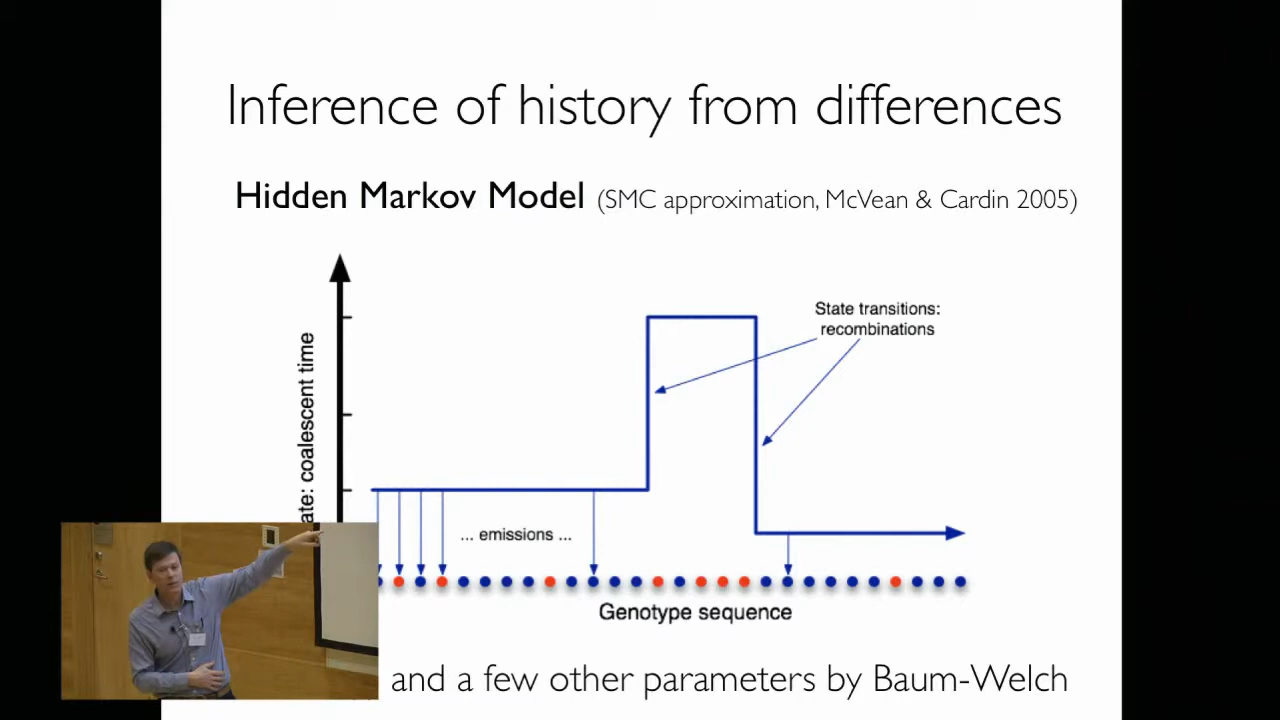 Inference of history from differences
Hidden Markov Model (SMC approximation, McVean & Cardin 2005)
State transitions:
recombinations
ate: coalescent time
... emissions ...
Genotype sequence
and a few other parameters by Baum-Welch